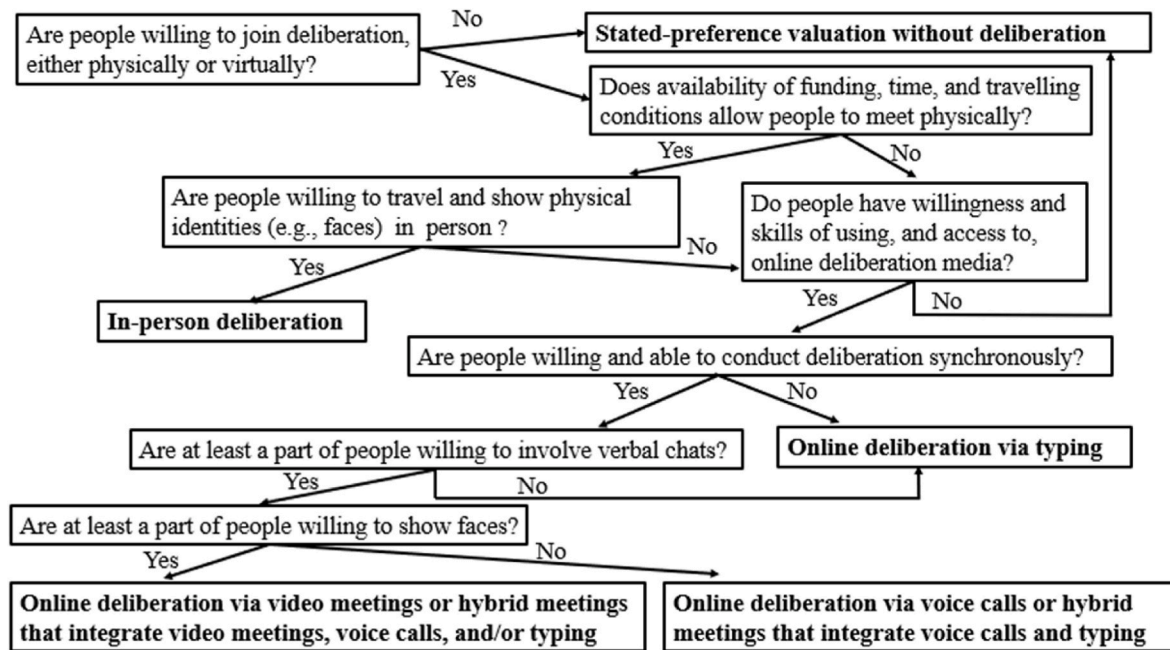 Are people willing to join deliberation,
either physically or virtually?
No
Yes
Stated-preference valuation without deliberation
Does availability of funding, time, and travelling
conditions allow people to meet physically?
Yes
No
Are people willing to travel and show physical
identities (e.g., faces) in person ?
Yes
No
Do people have willingness and
skills of using, and access to,
online deliberation media?
Yes
No
In-person deliberation
Are people willing and able to conduct deliberation synchronously?
Yes
No
Are at least a part of people willing to involve verbal chats?
Yes
No
Online deliberation via typing
Are at least a part of people willing to show faces?
Yes
No
Online deliberation via video meetings or hybrid meetings
that integrate video meetings, voice calls, and/or typing
Online deliberation via voice calls or hybrid
meetings that integrate voice calls and typing